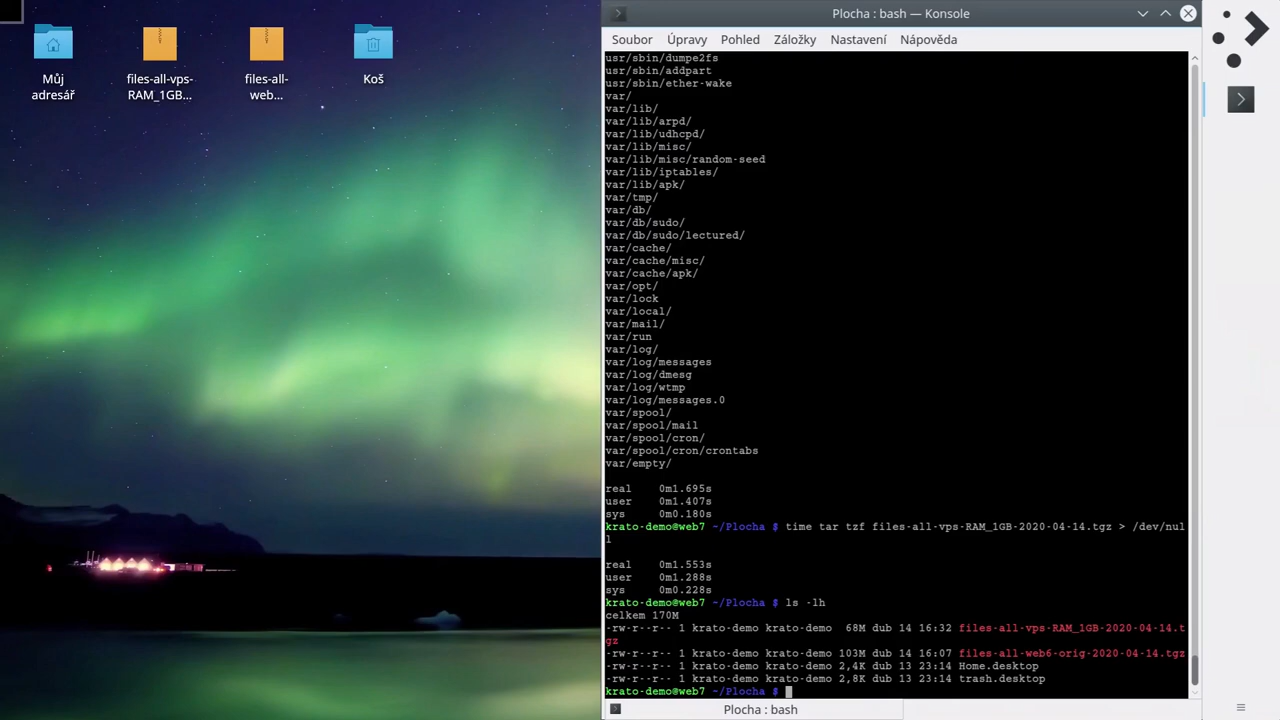 Můj
adresář
files-all-vps-
RAM_1GB...
files-all-
web...
Koš
Plocha : bash — Konsole
Soubor Úpravy Pohled Záložky Nastavení Nápověda
usr/sbin/dumpe2fs
usr/sbin/addpart
usr/sbin/ether-wake
var/
var/lib/
var/lib/arpd/
var/lib/udhcpd/
var/lib/misc/
var/lib/misc/random-seed
var/lib/iptables/
var/lib/apk/
var/tmp/
var/db/
var/db/sudo/
var/db/sudo/lectured/
var/cache/
var/cache/misc/
var/cache/apk/
var/opt/
var/lock
var/local/
var/mail/
var/run
var/log/
var/log/messages
var/log/dmesg
var/log/wtmp
var/log/messages.0
var/spool/
var/spool/mail
var/spool/cron/
var/spool/cron/crontabs
var/empty/
real 0m1.695s
user 0m1.407s
sys 0m0.180s
krato-demo@web7 ~/Plocha $ time tar tzf files-all-vps-RAM_1GB-2020-04-14.tgz > /dev/nul
l
real 0m1.553s
user 0m1.288s
sys 0m0.228s
krato-demo@web7 ~/Plocha $ ls -lh
celkem 170M
-rw-r--r-- 1 krato-demo krato-demo 68M dub 14 16:32 files-all-vps-RAM_1GB-2020-04-14.t
gz
-rw-r--r-- 1 krato-demo krato-demo 103M dub 14 16:07 files-all-web6-orig-2020-04-14.tgz
-rw-r--r-- 1 krato-demo krato-demo 2,4K dub 13 23:14 Home.desktop
-rw-r--r-- 1 krato-demo krato-demo 2,8K dub 13 23:14 trash.desktop
krato-demo@web7 ~/Plocha $
Plocha : bash